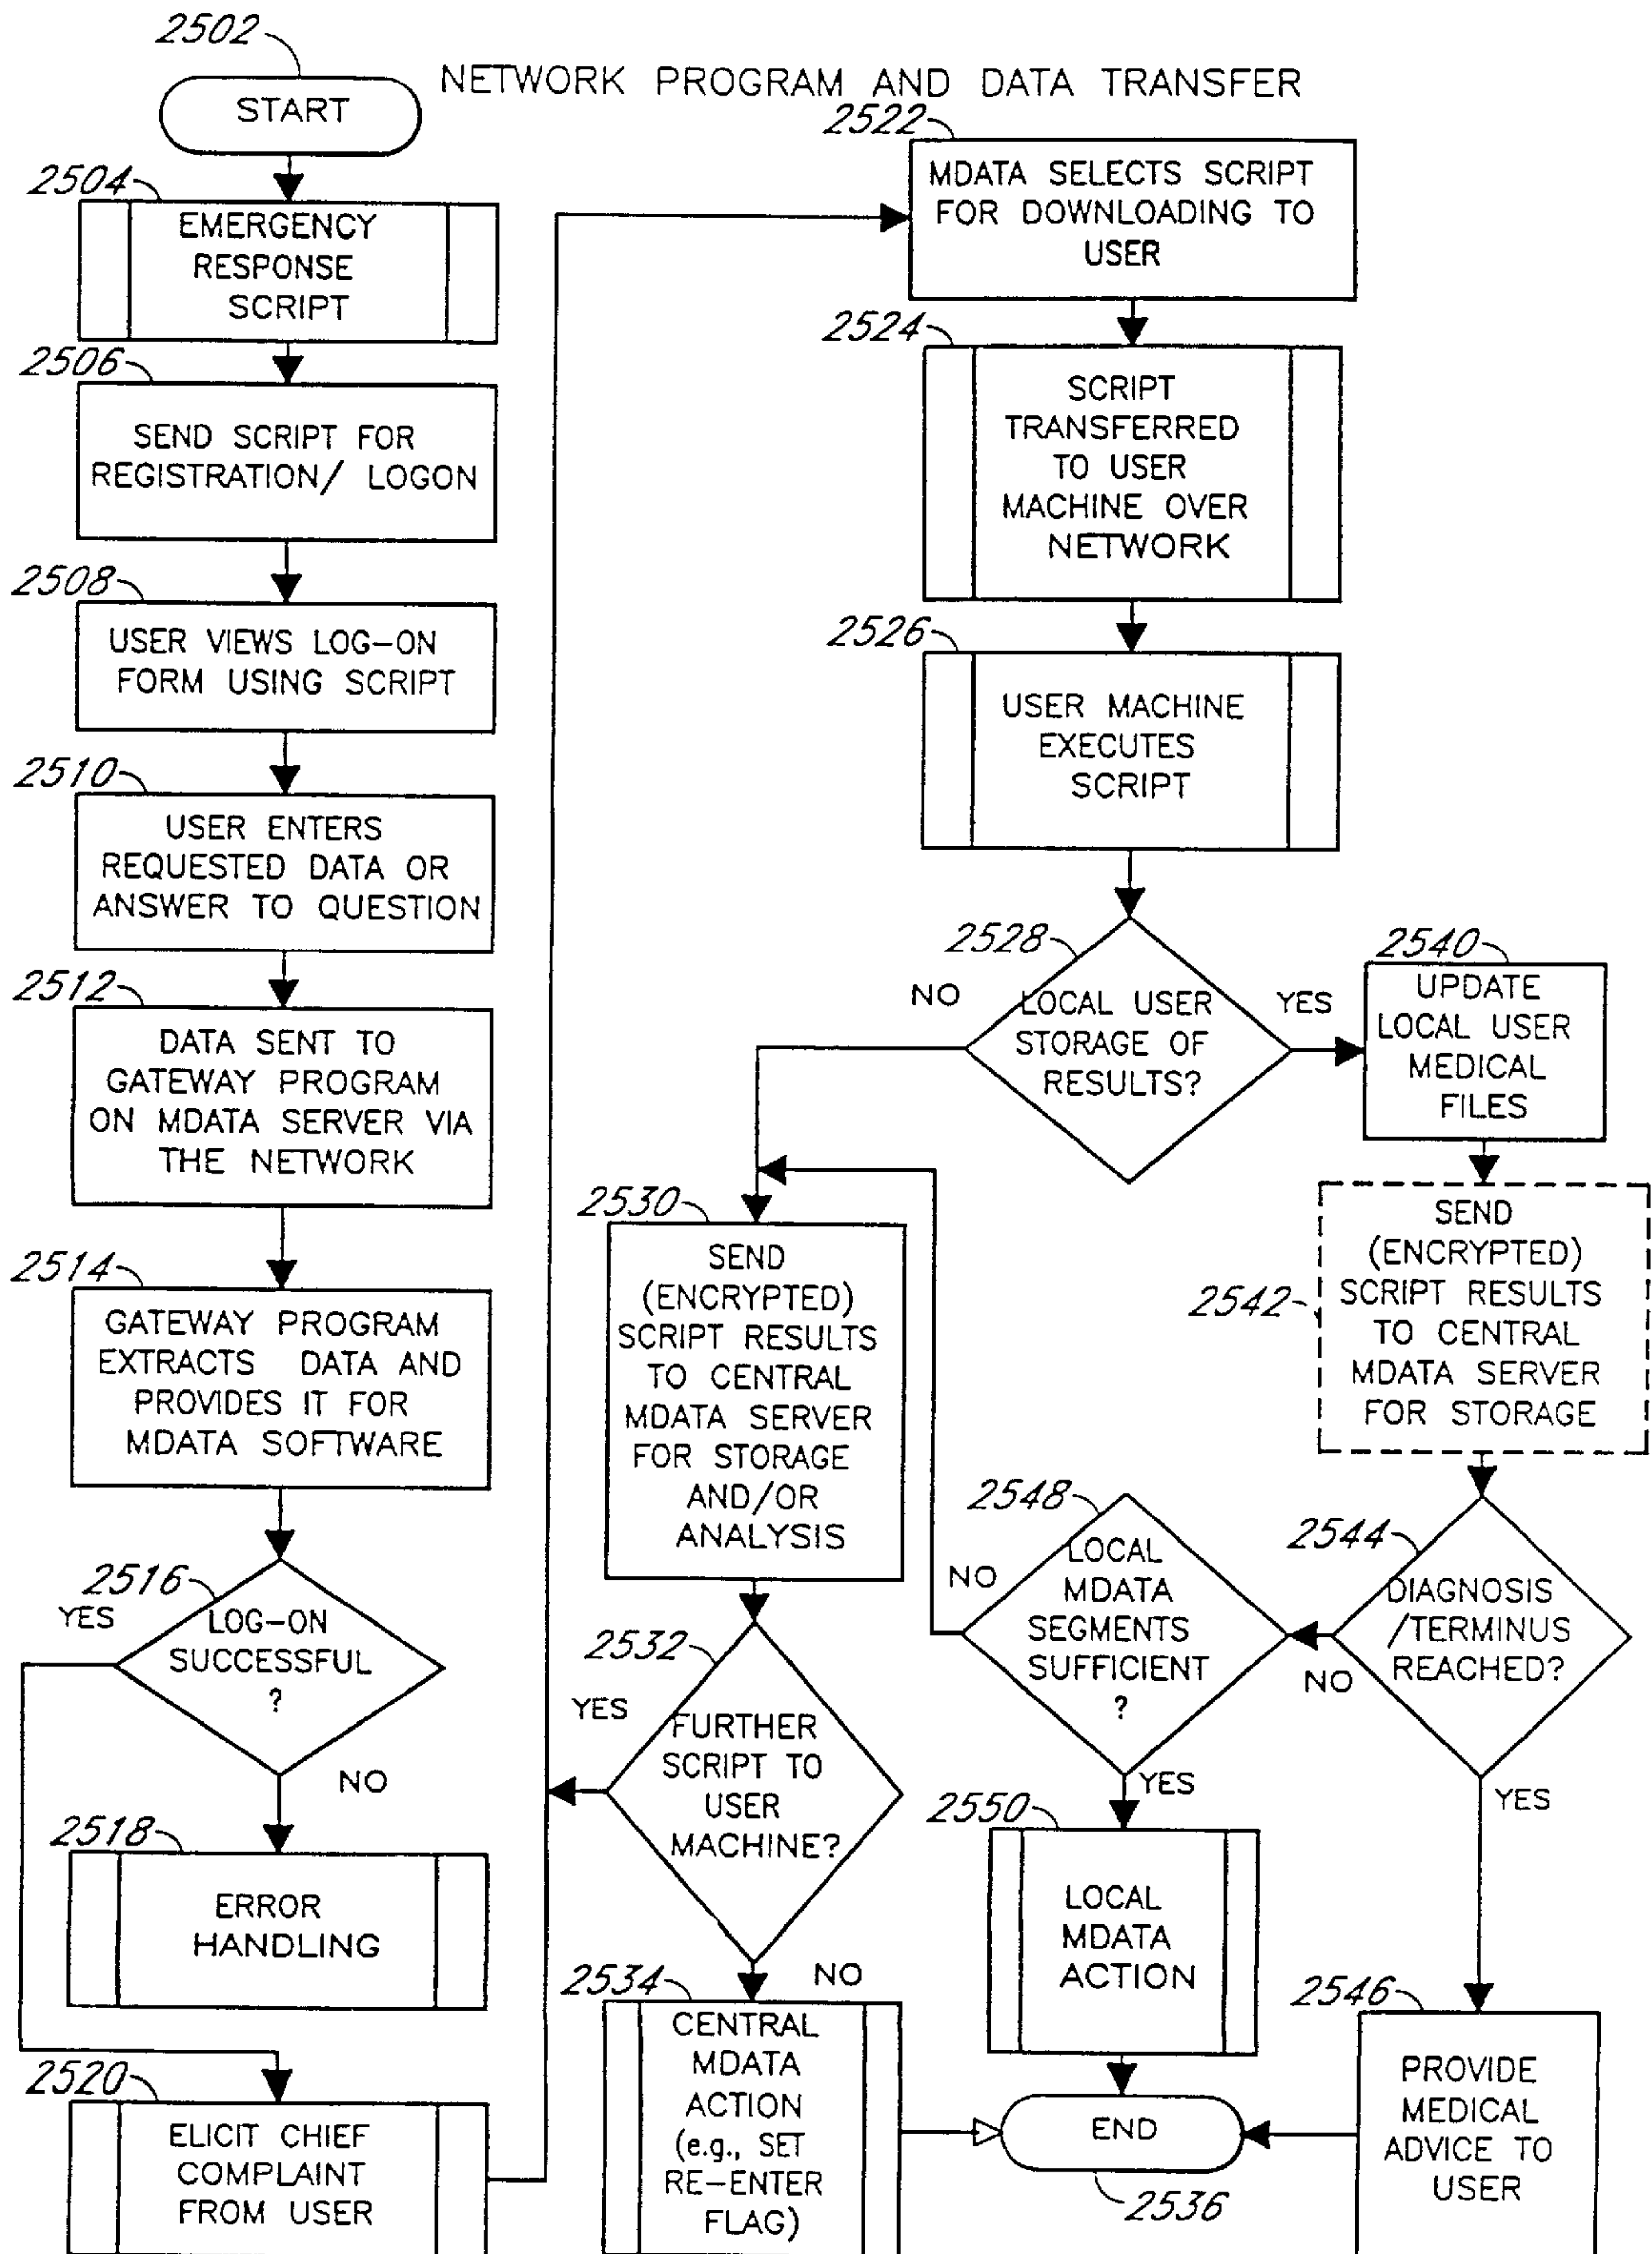 2502
START
NETWORK PROGRAM AND DATA TRANSFER
2504
EMERGENCY
RESPONSE
SCRIPT
2506
SEND SCRIPT FOR
REGISTRATION/ LOGON
2508
USER VIEWS LOG-ON
FORM USING SCRIPT
2510
USER ENTERS
REQUESTED DATA OR
ANSWER TO QUESTION
2512
DATA SENT TO
GATEWAY PROGRAM
ON MDATA SERVER VIA
THE NETWORK
2514
GATEWAY PROGRAM
EXTRACTS DATA AND
PROVIDES IT FOR
MDATA SOFTWARE
2516
YES
LOG-ON
SUCCESSFUL
?
NO
2518
ERROR
HANDLING
2520
ELICIT CHIEF
COMPLAINT
FROM USER
2522
MDATA SELECTS SCRIPT
FOR DOWNLOADING TO
USER
2524
SCRIPT
TRANSFERRED
TO USER
MACHINE OVER
NETWORK
2526
USER MACHINE
EXECUTES
SCRIPT
2528
NO
LOCAL USER
STORAGE OF
RESULTS?
YES
2530
SEND
(ENCRYPTED)
SCRIPT RESULTS
TO CENTRAL
MDATA SERVER
FOR STORAGE
AND/OR
ANALYSIS
2532
YES
FURTHER
SCRIPT TO
USER
MACHINE?
NO
2534
CENTRAL
MDATA
ACTION
(e.g., SET
RE-ENTER
FLAG)
2540
UPDATE
LOCAL USER
MEDICAL
FILES
2542
SEND
(ENCRYPTED)
SCRIPT RESULTS
TO CENTRAL
MDATA SERVER
FOR STORAGE
2544
DIAGNOSIS
/TERMINUS
REACHED?
NO
YES
2548
NO
LOCAL
MDATA
SEGMENTS
SUFFICIENT
?
YES
2550
LOCAL
MDATA
ACTION
2546
PROVIDE
MEDICAL
ADVICE TO
USER
END
2536